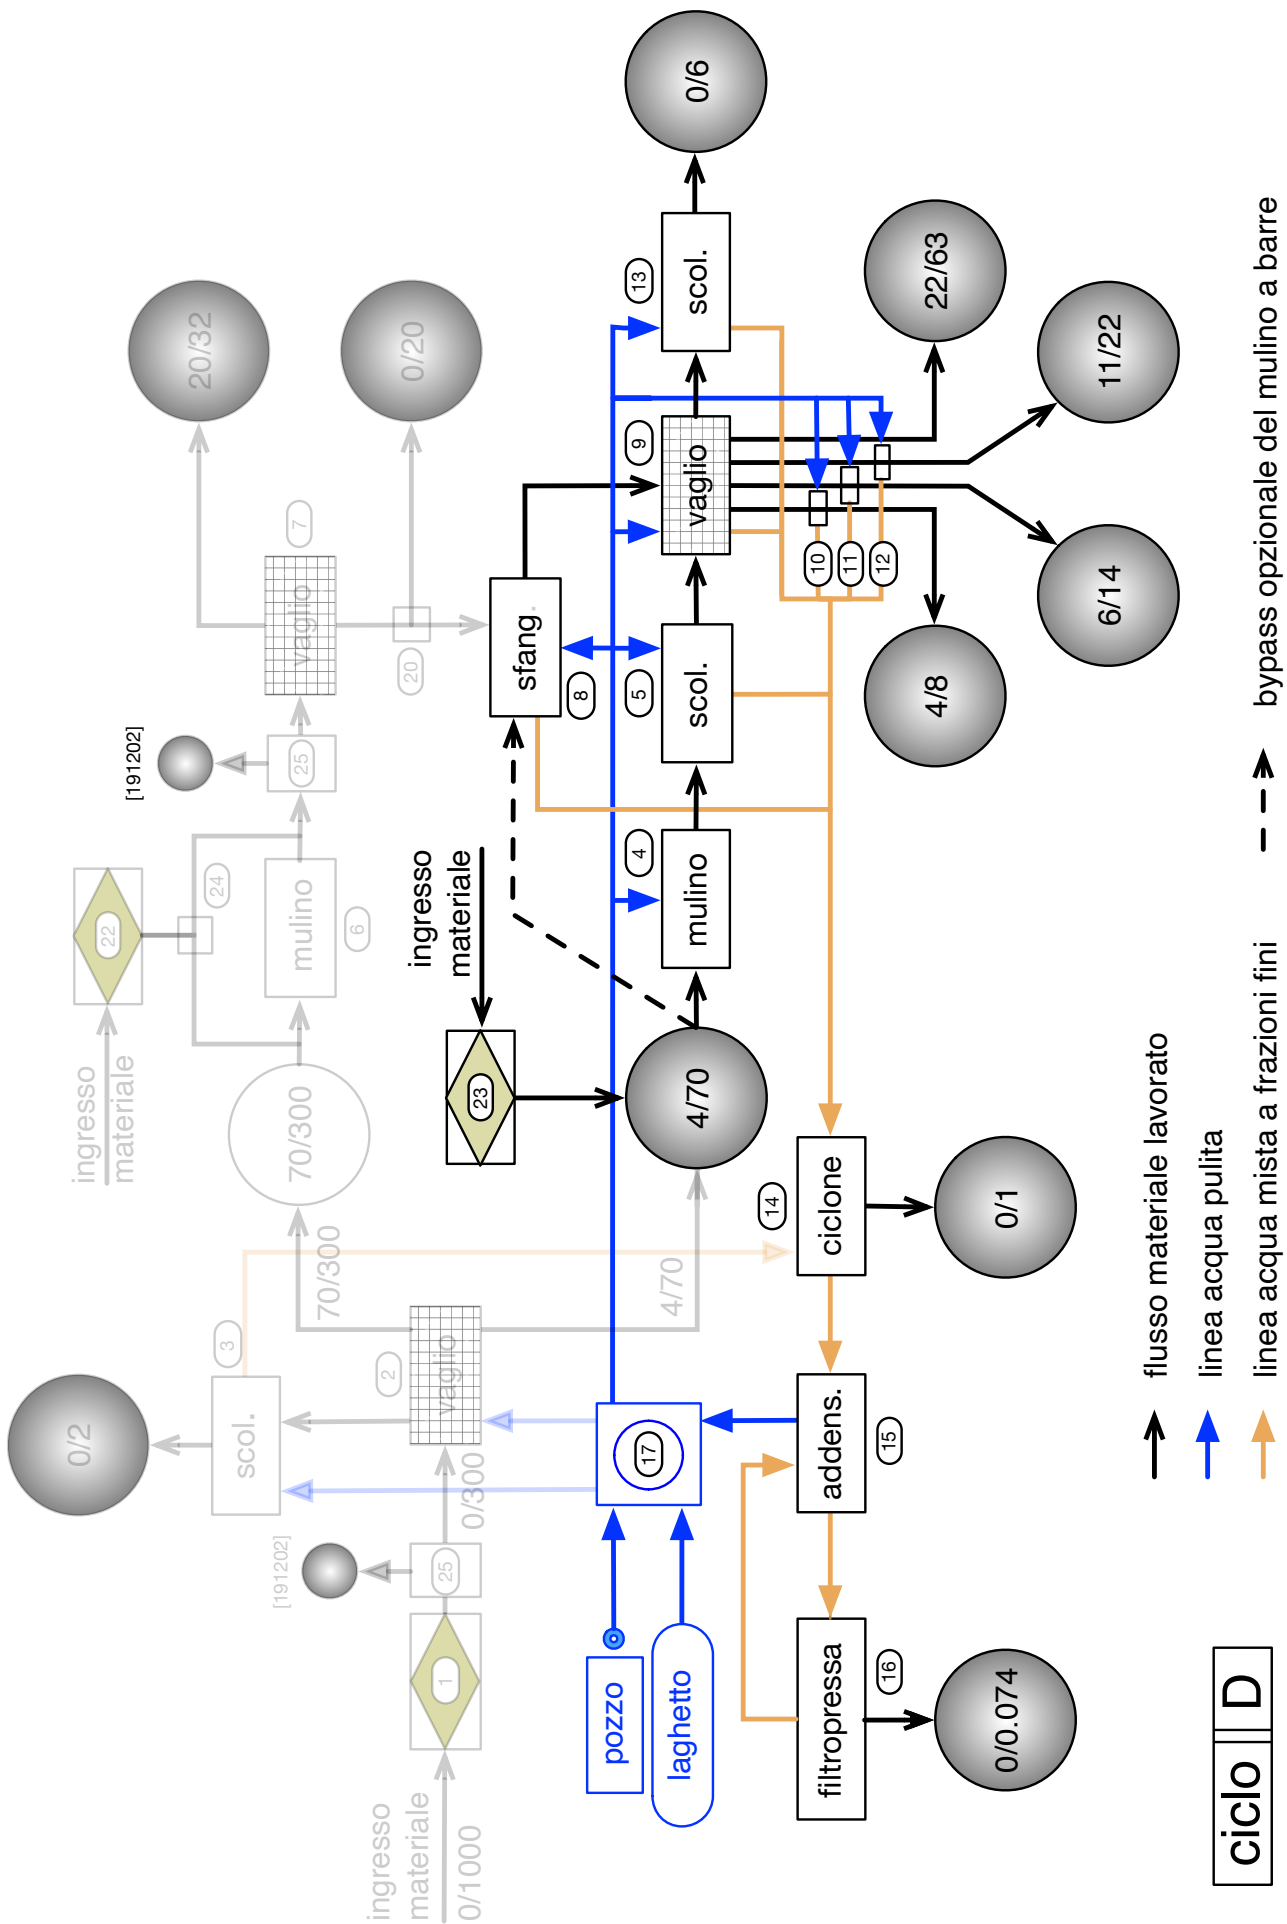 ingresso
materiale
0/1000
1
25
[191202]
0/300
vaglio
2
scol.
3
0/2
70/300
4/70
70/300
ingresso
materiale
22
24
mulino
6
25
[191202]
vaglio
7
20/32
0/20
20
ingresso
materiale
23
4/70
mulino
4
scol.
5
sfang.
8
vaglio
9
scol.
13
0/6
10
11
12
22/63
11/22
6/14
4/8
pozzo
laghetto
17
ciclone
14
0/1
addens.
15
filtropressa
16
0/0.074
flusso materiale lavorato
linea acqua pulita
linea acqua mista a frazioni fini
bypass opzionale del mulino a barre
ciclo D